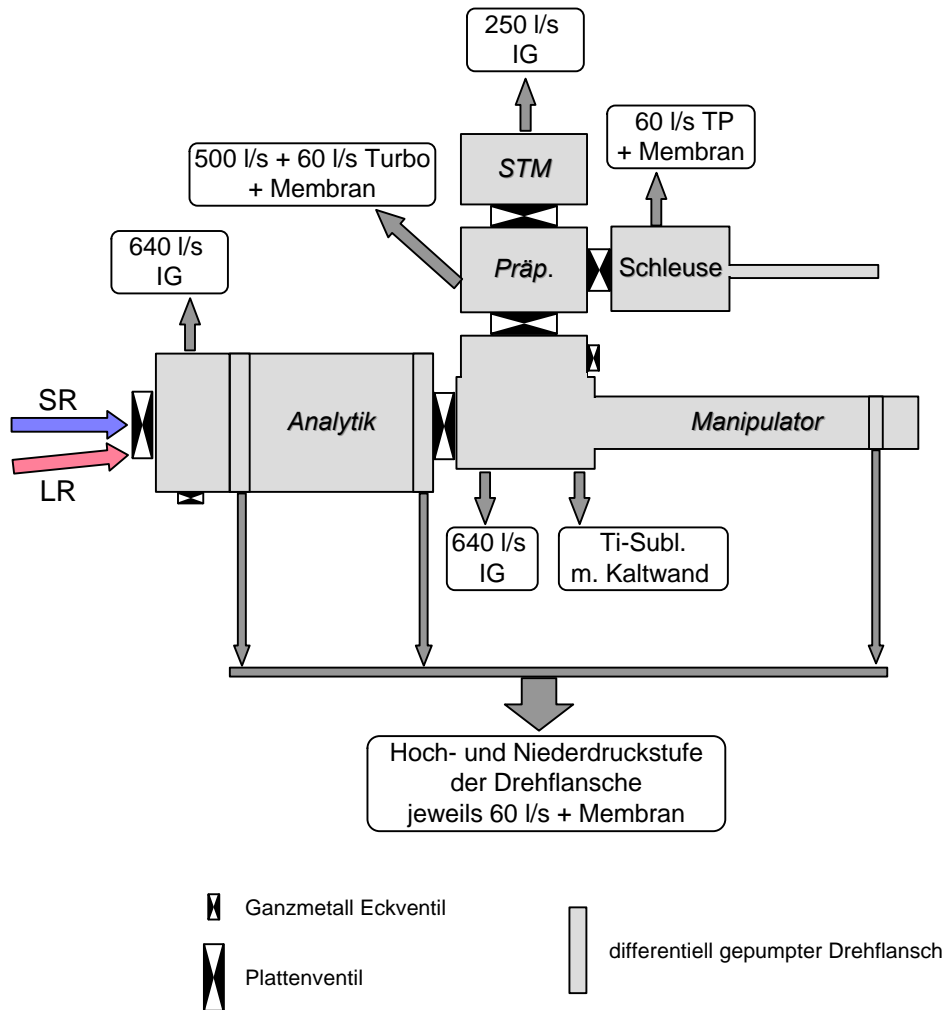 250 l/s
IG
60 l/s TP
+ Membran
500 l/s + 60 l/s Turbo
+ Membran
STM
640 l/s
IG
Präp.
Schleuse
SR
LR
Analytik
Manipulator
640 l/s
IG
Ti-Subl.
m. Kaltwand
Hoch- und Niederdruckstufe
der Drehflansche
jeweils 60 l/s + Membran
Ganzmetall Eckventil
Plattenventil
differentiell gepumpter Drehflansch